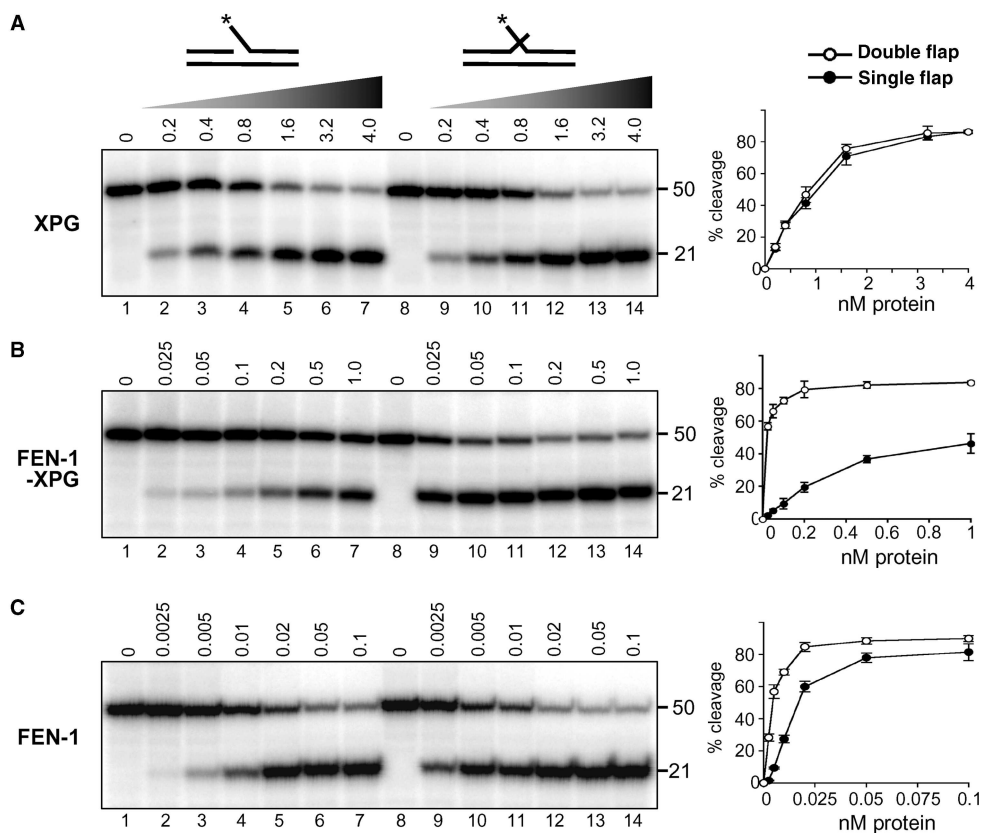 A
*
*
0 0.2 0.4 0.8 1.6 3.2 4.0 0 0.2 0.4 0.8 1.6 3.2 4.0
XPG
50
21
1 2 3 4 5 6 7 8 9 10 11 12 13 14
Double flap
Single flap
% cleavage
80
60
40
20
0
0 1 2 3 4
nM protein
B
0 0.025 0.05 0.1 0.2 0.5 1.0 0 0.025 0.05 0.1 0.2 0.5 1.0
FEN-1
-XPG
50
21
1 2 3 4 5 6 7 8 9 10 11 12 13 14
% cleavage
80
60
40
20
0
0 0.2 0.4 0.6 0.8 1
nM protein
C
0 0.0025 0.005 0.01 0.02 0.05 0.1 0 0.0025 0.005 0.01 0.02 0.05 0.1
FEN-1
50
21
1 2 3 4 5 6 7 8 9 10 11 12 13 14
% cleavage
80
60
40
20
0
0 0.025 0.05 0.075 0.1
nM protein